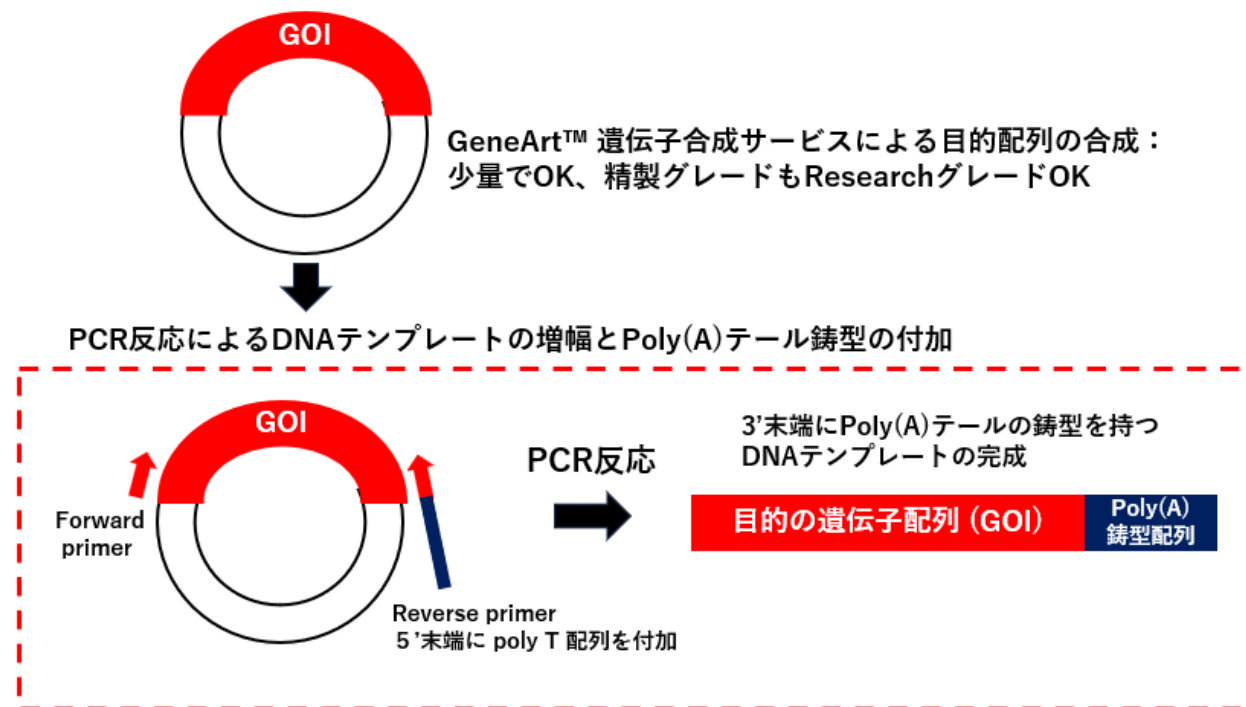 GOI
GeneArt™ 遺伝子合成サービスによる目的配列の合成：
少量でOK、精製グレードもResearchグレードOK
PCR反応によるDNAテンプレートの増幅とPoly(A)テール鋳型の付加
GOI
Forward
primer
Reverse primer
５’末端に poly T 配列を付加
PCR反応
3’末端にPoly(A)テールの鋳型を持つ
DNAテンプレートの完成
目的の遺伝子配列 (GOI)
Poly(A)
鋳型配列